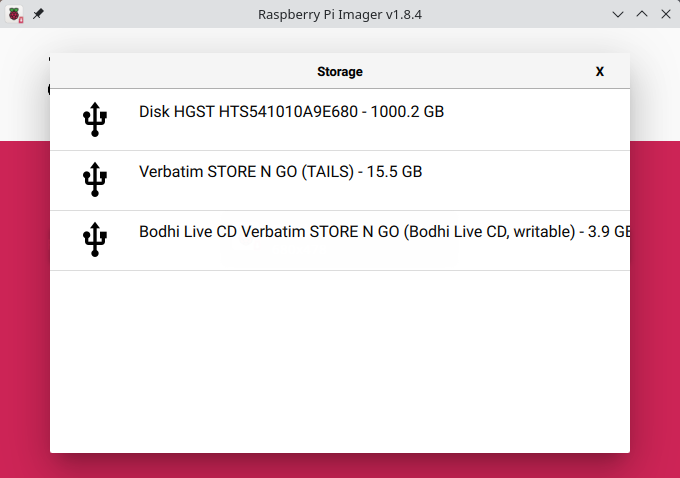 Raspberry Pi Imager v1.8.4
Storage
X
Disk HGST HTS541010A9E680 - 1000.2 GB
Verbatim STORE N GO (TAILS) - 15.5 GB
Bodhi Live CD Verbatim STORE N GO (Bodhi Live CD, writable) - 3.9 GB